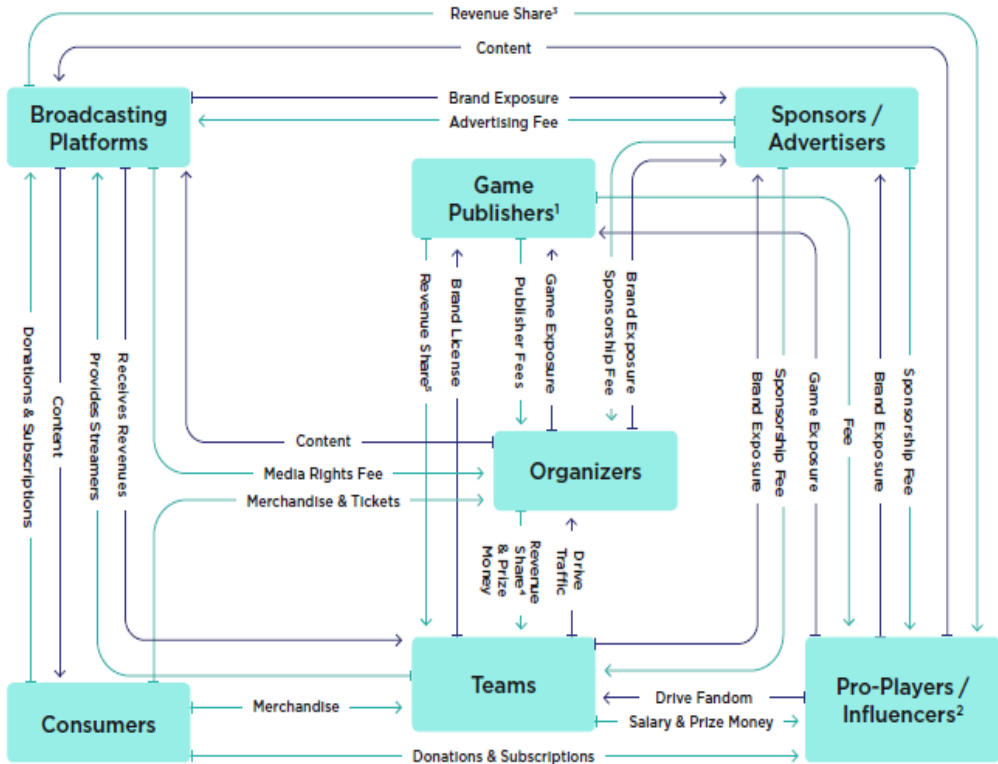 Revenue Share³
Content
Broadcasting
Platforms
Brand Exposure
Advertising Fee
Sponsors /
Advertisers
Game
Publishers¹
Revenue Share⁵
Brand License
Publisher Fees
Game Exposure
Sponsorship Fee
Brand Exposure
Donations & Subscriptions
Content
Provides Streamers
Receives Revenues
Brand Exposure
Sponsorship Fee
Game Exposure
Fee
Brand Exposure
Sponsorship Fee
Content
Media Rights Fee
Merchandise & Tickets
Organizers
Revenue
Share⁴
& Prize
Money
Drive
Traffic
Consumers
Merchandise
Teams
Drive Fandom
Salary & Prize Money
Pro-Players /
Influencers²
Donations & Subscriptions